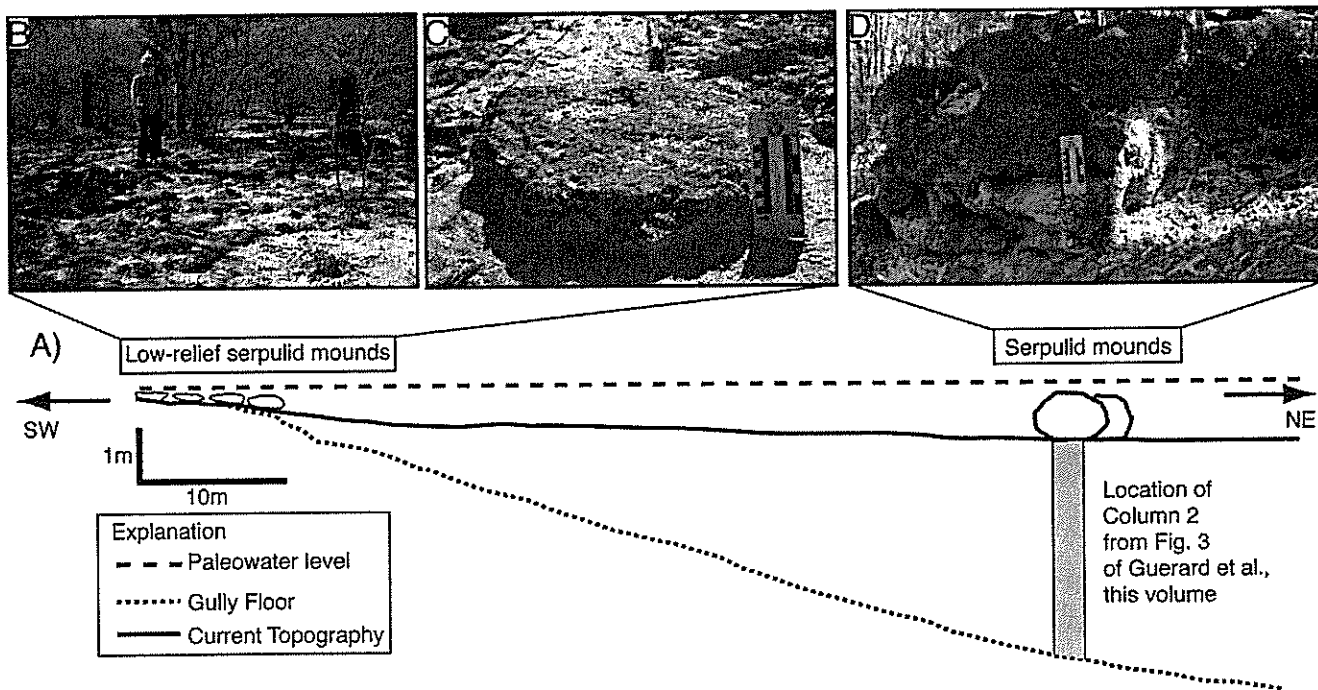 B
C
D
A)
Low-relief serpulid mounds
Serpulid mounds
SW
NE
1m
10m
Location of
Column 2
from Fig. 3
of Guerard et al.,
this volume
Explanation
Paleowater level
Gully Floor
Current Topography